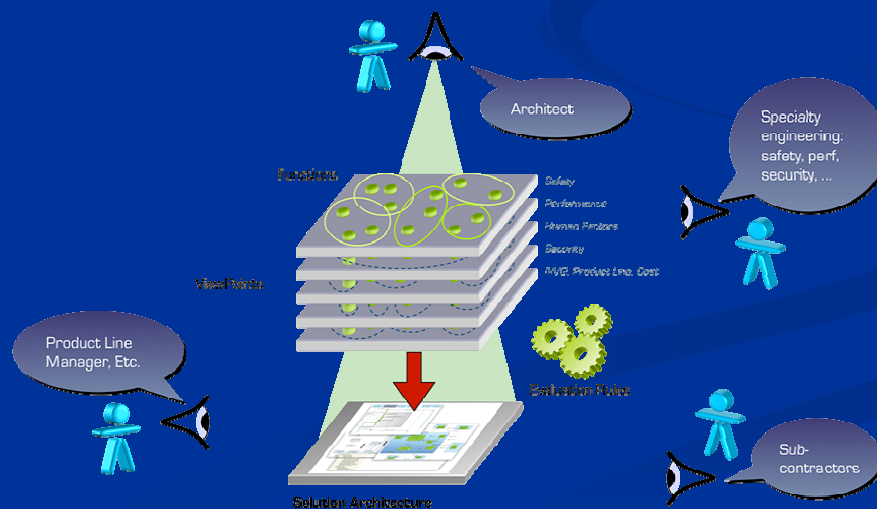 Architect
Specialty
engineering:
safety, perf,
security, ...
Functions
Safety
Performance
Human Factors
Security
Product Line, Cost
ViewPoints
Product Line
Manager, Etc.
Evaluation Rules
Sub-
contractors
Solution Architecture